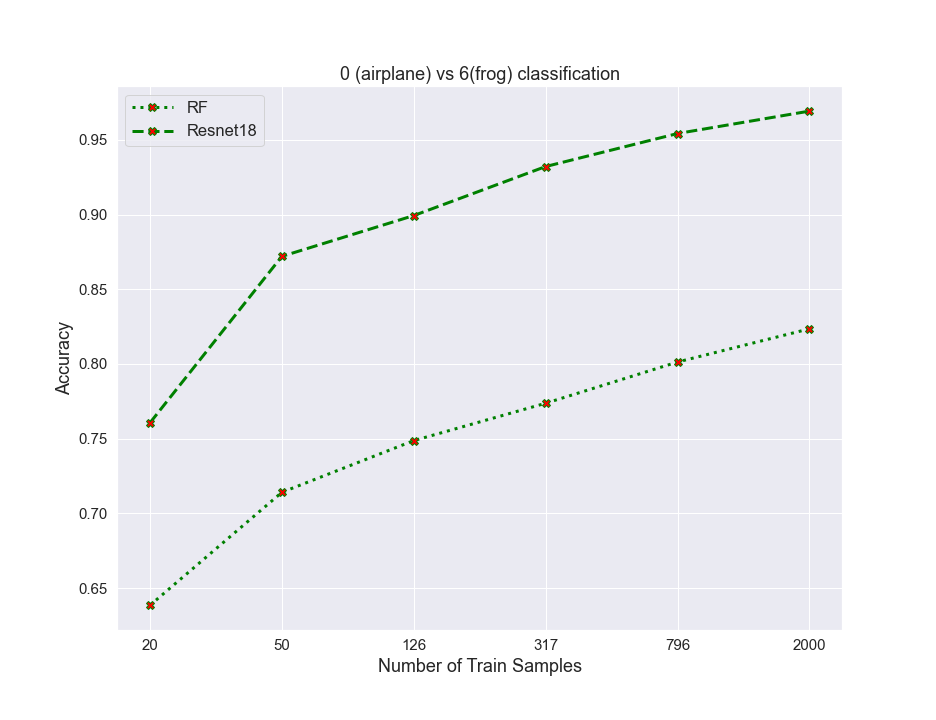 0 (airplane) vs 6(frog) classification
RF
Resnet18
0.95
0.90
0.85
0.80
0.75
0.70
0.65
Accuracy
20 50 126 317 796 2000
Number of Train Samples